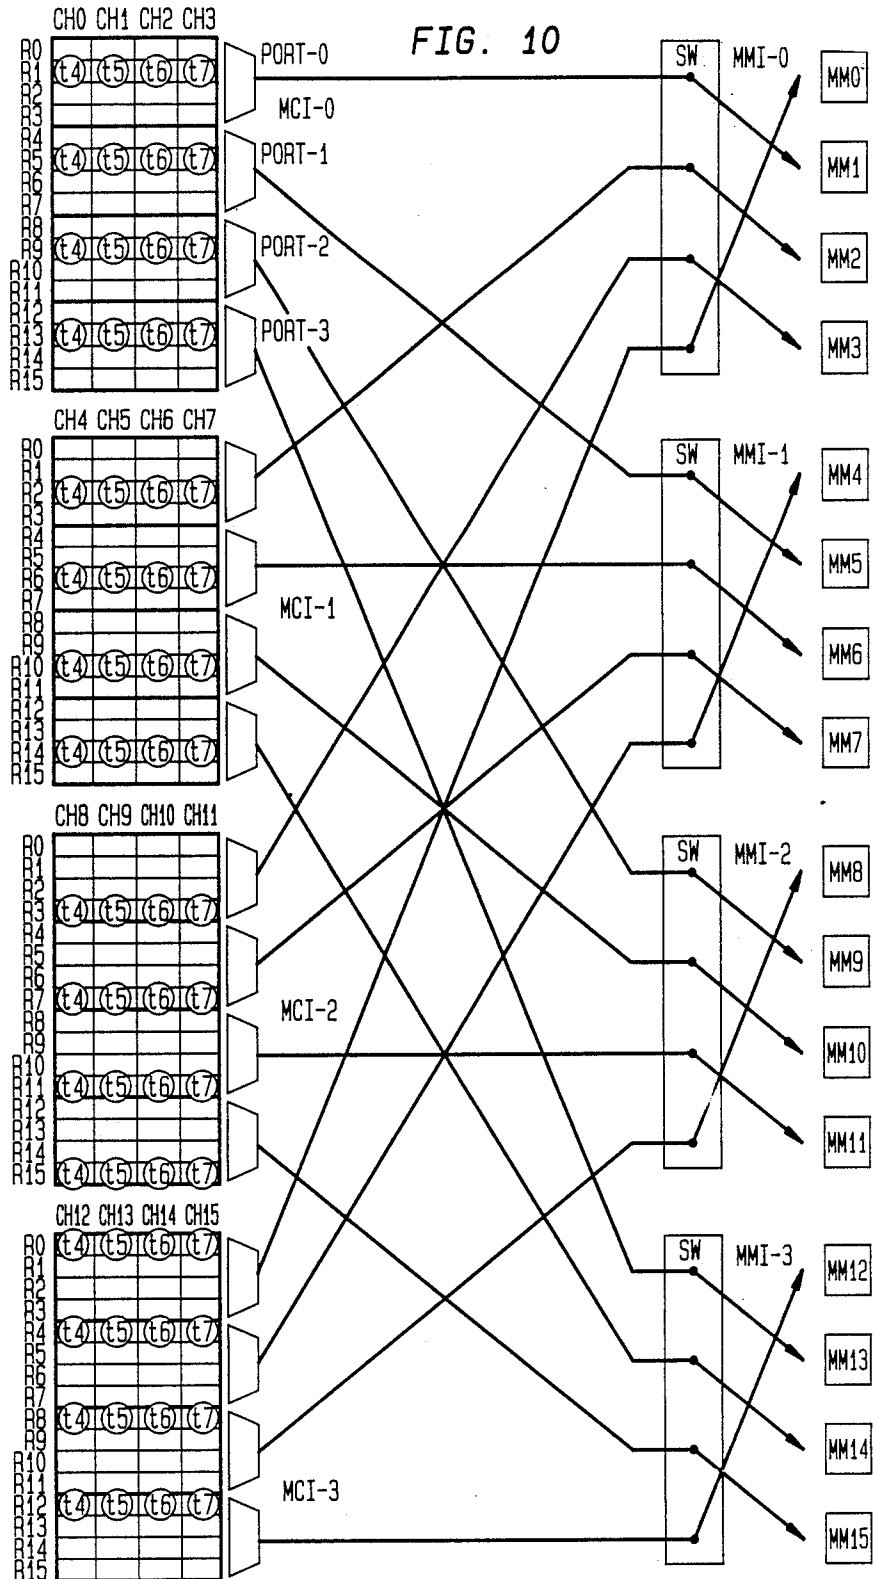 FIG. 10
CH0 CH1 CH2 CH3
R0
R1 t4 t5 t6 t7
R2
R3
R4
R5 t4 t5 t6 t7
R6
R7
R8
R9 t4 t5 t6 t7
R10
R11
R12
R13 t4 t5 t6 t7
R14
R15
PORT-0
MCI-0
PORT-1
PORT-2
PORT-3
SW MMI-0
MM0
MM1
MM2
MM3
CH4 CH5 CH6 CH7
R0
R1
R2 t4 t5 t6 t7
R3
R4
R5
R6 t4 t5 t6 t7
R7
R8
R9
R10 t4 t5 t6 t7
R11
R12
R13
R14 t4 t5 t6 t7
R15
MCI-1
SW MMI-1
MM4
MM5
MM6
MM7
CH8 CH9 CH10 CH11
R0
R1
R2
R3 t4 t5 t6 t7
R4
R5
R6
R7 t4 t5 t6 t7
R8
R9
R10
R11 t4 t5 t6 t7
R12
R13
R14
R15 t4 t5 t6 t7
MCI-2
SW MMI-2
MM8
MM9
MM10
MM11
CH12 CH13 CH14 CH15
R0 t4 t5 t6 t7
R1
R2
R3
R4 t4 t5 t6 t7
R5
R6
R7
R8 t4 t5 t6 t7
R9
R10
R11
R12 t4 t5 t6 t7
R13
R14
R15
MCI-3
SW MMI-3
MM12
MM13
MM14
MM15